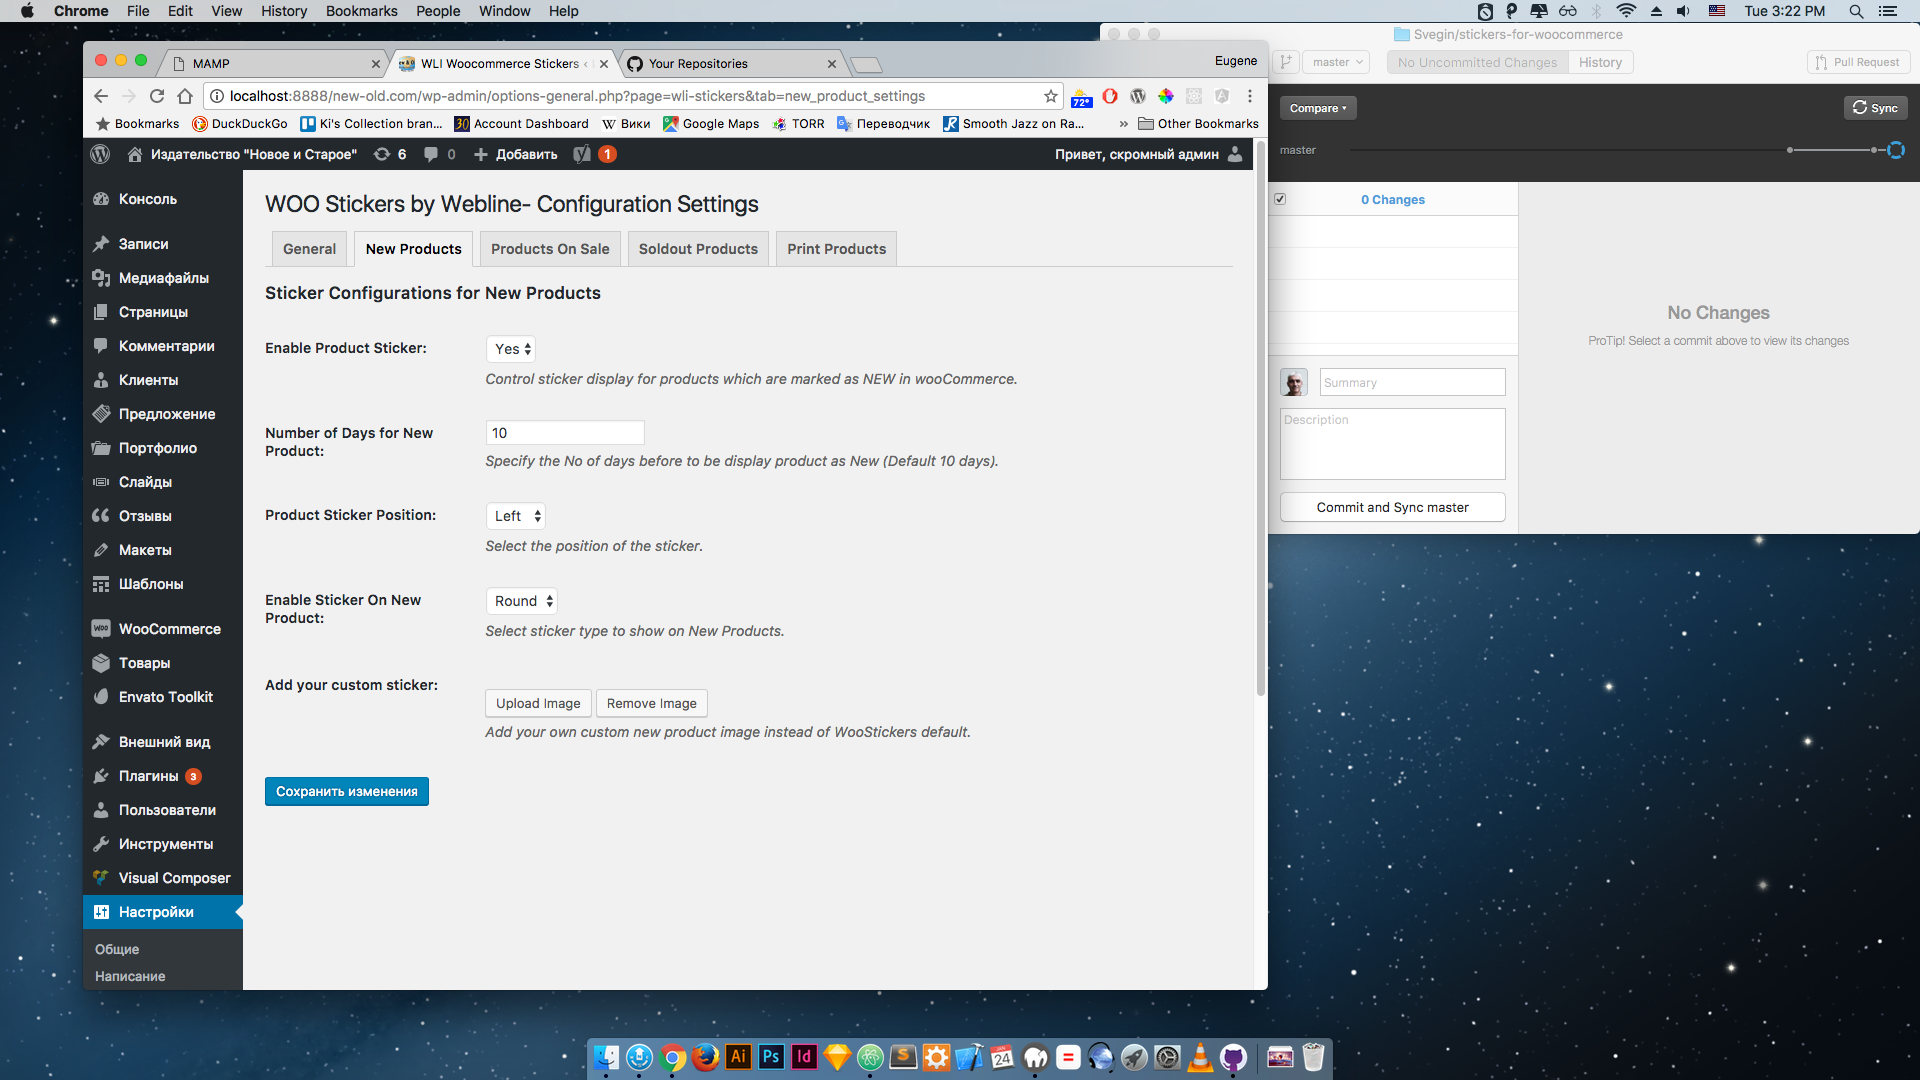 Chrome File Edit View History Bookmarks People Window Help
Tue 3:22 PM
MAMP
WLI Woocommerce Stickers ‹
Your Repositories
Eugene
localhost:8888/new-old.com/wp-admin/options-general.php?page=wli-stickers&tab=new_product_settings
72°
Bookmarks DuckDuckGo Ki's Collection bran... Account Dashboard Вики Google Maps TORR Переводчик Smooth Jazz on Ra... » Other Bookmarks
Издательство "Новое и Старое" 6 0 Добавить 1 Привет, скромный админ
Консоль
Записи
Медиафайлы
Страницы
Комментарии
Клиенты
Предложение
Портфолио
Слайды
Отзывы
Макеты
Шаблоны
WooCommerce
Товары
Envato Toolkit
Внешний вид
Плагины 3
Пользователи
Инструменты
Visual Composer
Настройки
Общие
Написание
WOO Stickers by Webline- Configuration Settings
General New Products Products On Sale Soldout Products Print Products
Sticker Configurations for New Products
Enable Product Sticker:
Yes
Control sticker display for products which are marked as NEW in wooCommerce.
Number of Days for New
Product:
10
Specify the No of days before to be display product as New (Default 10 days).
Product Sticker Position:
Left
Select the position of the sticker.
Enable Sticker On New
Product:
Round
Select sticker type to show on New Products.
Add your custom sticker:
Upload Image Remove Image
Add your own custom new product image instead of WooStickers default.
Сохранить изменения
Svegin/stickers-for-woocommerce
master No Uncommitted Changes History Pull Request
Compare Sync
master
0 Changes
No Changes
ProTip! Select a commit above to view its changes
Summary
Description
Commit and Sync master
Ai Ps Id
24